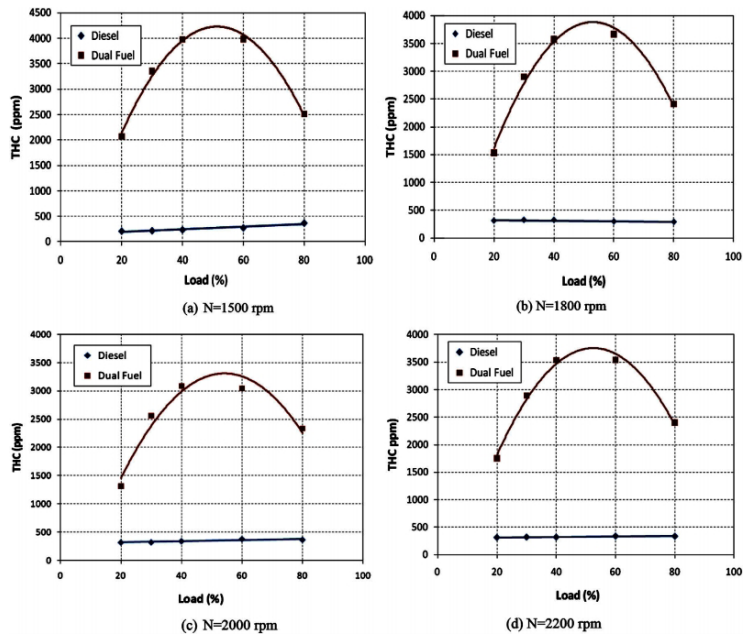 4500
4000
3500
3000
2500
2000
1500
1000
500
0
THC (ppm)
Diesel
Dual Fuel
0 20 40 60 80 100
Load (%)
(a) N=1500 rpm
4000
3500
3000
2500
2000
1500
1000
500
0
THC (ppm)
Diesel
Dual Fuel
0 20 40 60 80 100
Load (%)
(b) N=1800 rpm
4000
3500
3000
2500
2000
1500
1000
500
0
THC (ppm)
Diesel
Dual Fuel
0 20 40 60 80 100
Load (%)
(c) N=2000 rpm
4000
3500
3000
2500
2000
1500
1000
500
0
THC ppm)
Diesel
Dual Fuel
0 20 40 60 80 100
Load (%)
(d) N=2200 rpm